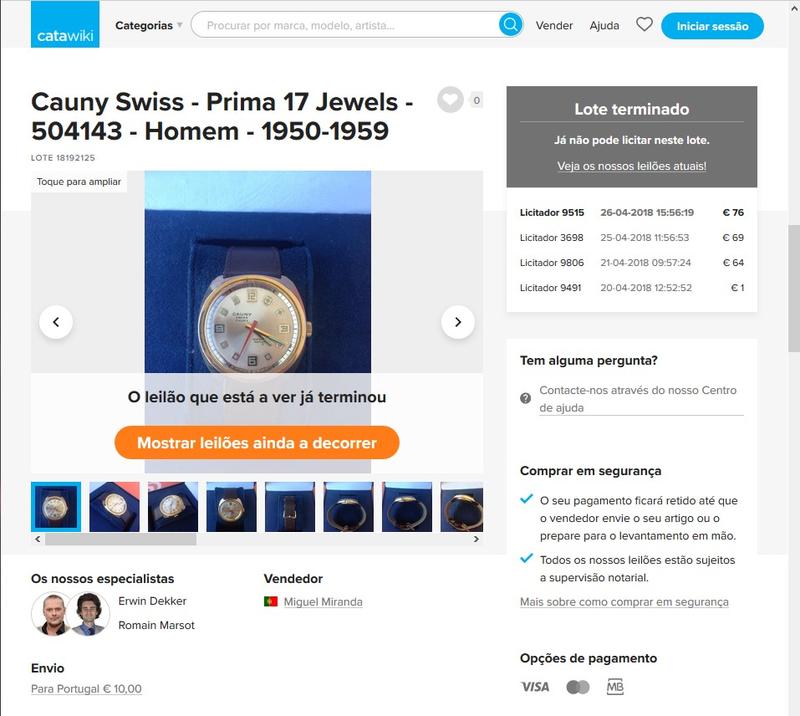 catawiki
Categorias
Procurar por marca, modelo, artista...
Vender
Ajuda
Iniciar sessão
Cauny Swiss - Prima 17 Jewels -
504143 - Homem - 1950-1959
0
LOTE 18192125
Toque para ampliar
CAUNY
12
6
O leilão que está a ver já terminou
Mostrar leilões ainda a decorrer
Lote terminado
Já não pode licitar neste lote.
Veja os nossos leilões atuais!
Licitador 9515 26-04-2018 15:56:19 € 76
Licitador 3698 25-04-2018 11:56:53 € 69
Licitador 9806 21-04-2018 09:57:24 € 64
Licitador 9491 20-04-2018 12:52:52 € 1
Tem alguma pergunta?
Contacte-nos através do nosso Centro
de ajuda
Comprar em segurança
O seu pagamento ficará retido até que
o vendedor envie o seu artigo ou o
prepare para o levantamento em mão.
Todos os nossos leilões estão sujeitos
a supervisão notarial.
Mais sobre como comprar em segurança
Opções de pagamento
VISA
MB
Os nossos especialistas
Erwin Dekker
Romain Marsot
Vendedor
Miguel Miranda
Envio
Para Portugal € 10,00